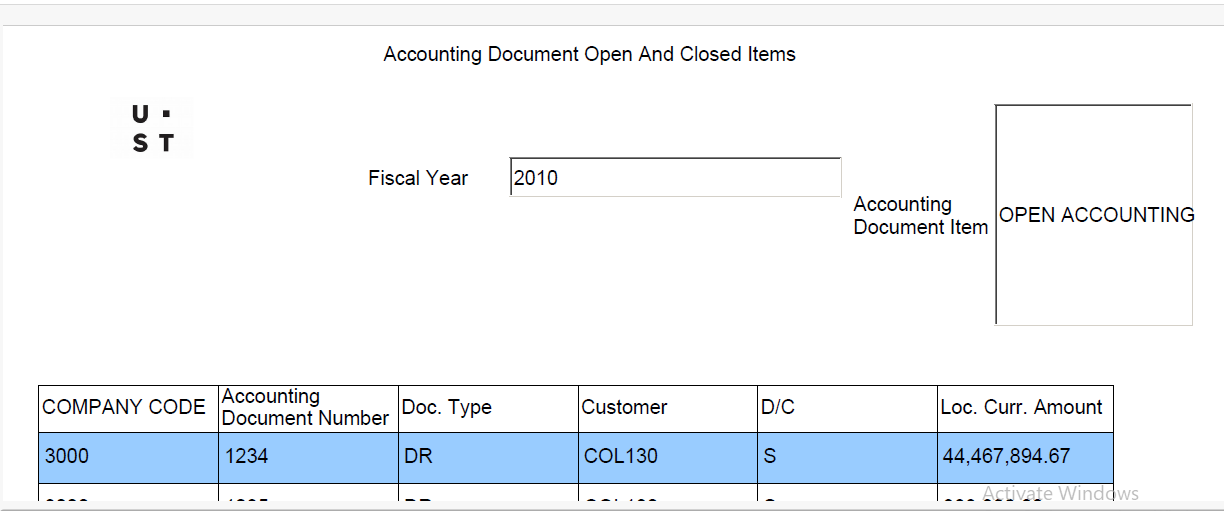 Accounting Document Open And Closed Items
U ·
S T
Fiscal Year 2010
Accounting
Document Item OPEN ACCOUNTING
COMPANY CODE Accounting Document Number Doc. Type Customer D/C Loc. Curr. Amount
3000 1234 DR COL130 S 44,467,894.67
Activate Windows